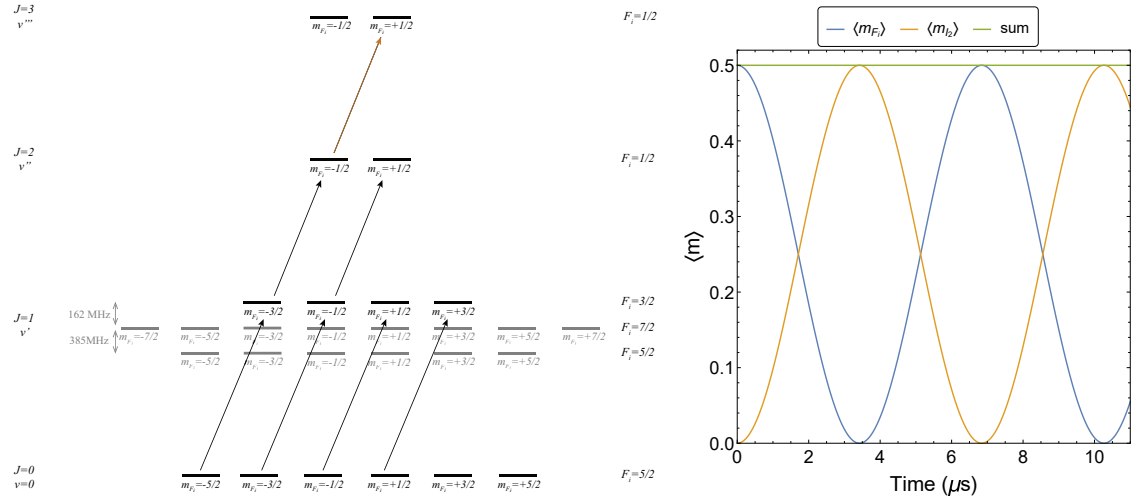 J=3
v'''
m_{F_i}=-1/2 m_{F_i}=+1/2
F_i=1/2
J=2
v''
m_{F_i}=-1/2 m_{F_i}=+1/2
F_i=1/2
162 MHz
J=1
v'
385MHz
m_{F_i}=-3/2 m_{F_i}=-1/2 m_{F_i}=+1/2 m_{F_i}=+3/2
F_i=3/2
m_{F_i}=-7/2 m_{F_i}=-5/2 m_{F_i}=-3/2 m_{F_i}=-1/2 m_{F_i}=+1/2 m_{F_i}=+3/2 m_{F_i}=+5/2 m_{F_i}=+7/2
F_i=7/2
m_{F_i}=-5/2 m_{F_i}=-3/2 m_{F_i}=-1/2 m_{F_i}=+1/2 m_{F_i}=+3/2 m_{F_i}=+5/2
F_i=5/2
J=0
v=0
m_{F_i}=-5/2 m_{F_i}=-3/2 m_{F_i}=-1/2 m_{F_i}=+1/2 m_{F_i}=+3/2 m_{F_i}=+5/2
F_i=5/2
⟨m_{F_i}⟩ ⟨m_{I_2}⟩ sum
⟨m⟩
0.5
0.4
0.3
0.2
0.1
0.0
0 2 4 6 8 10
Time (μs)